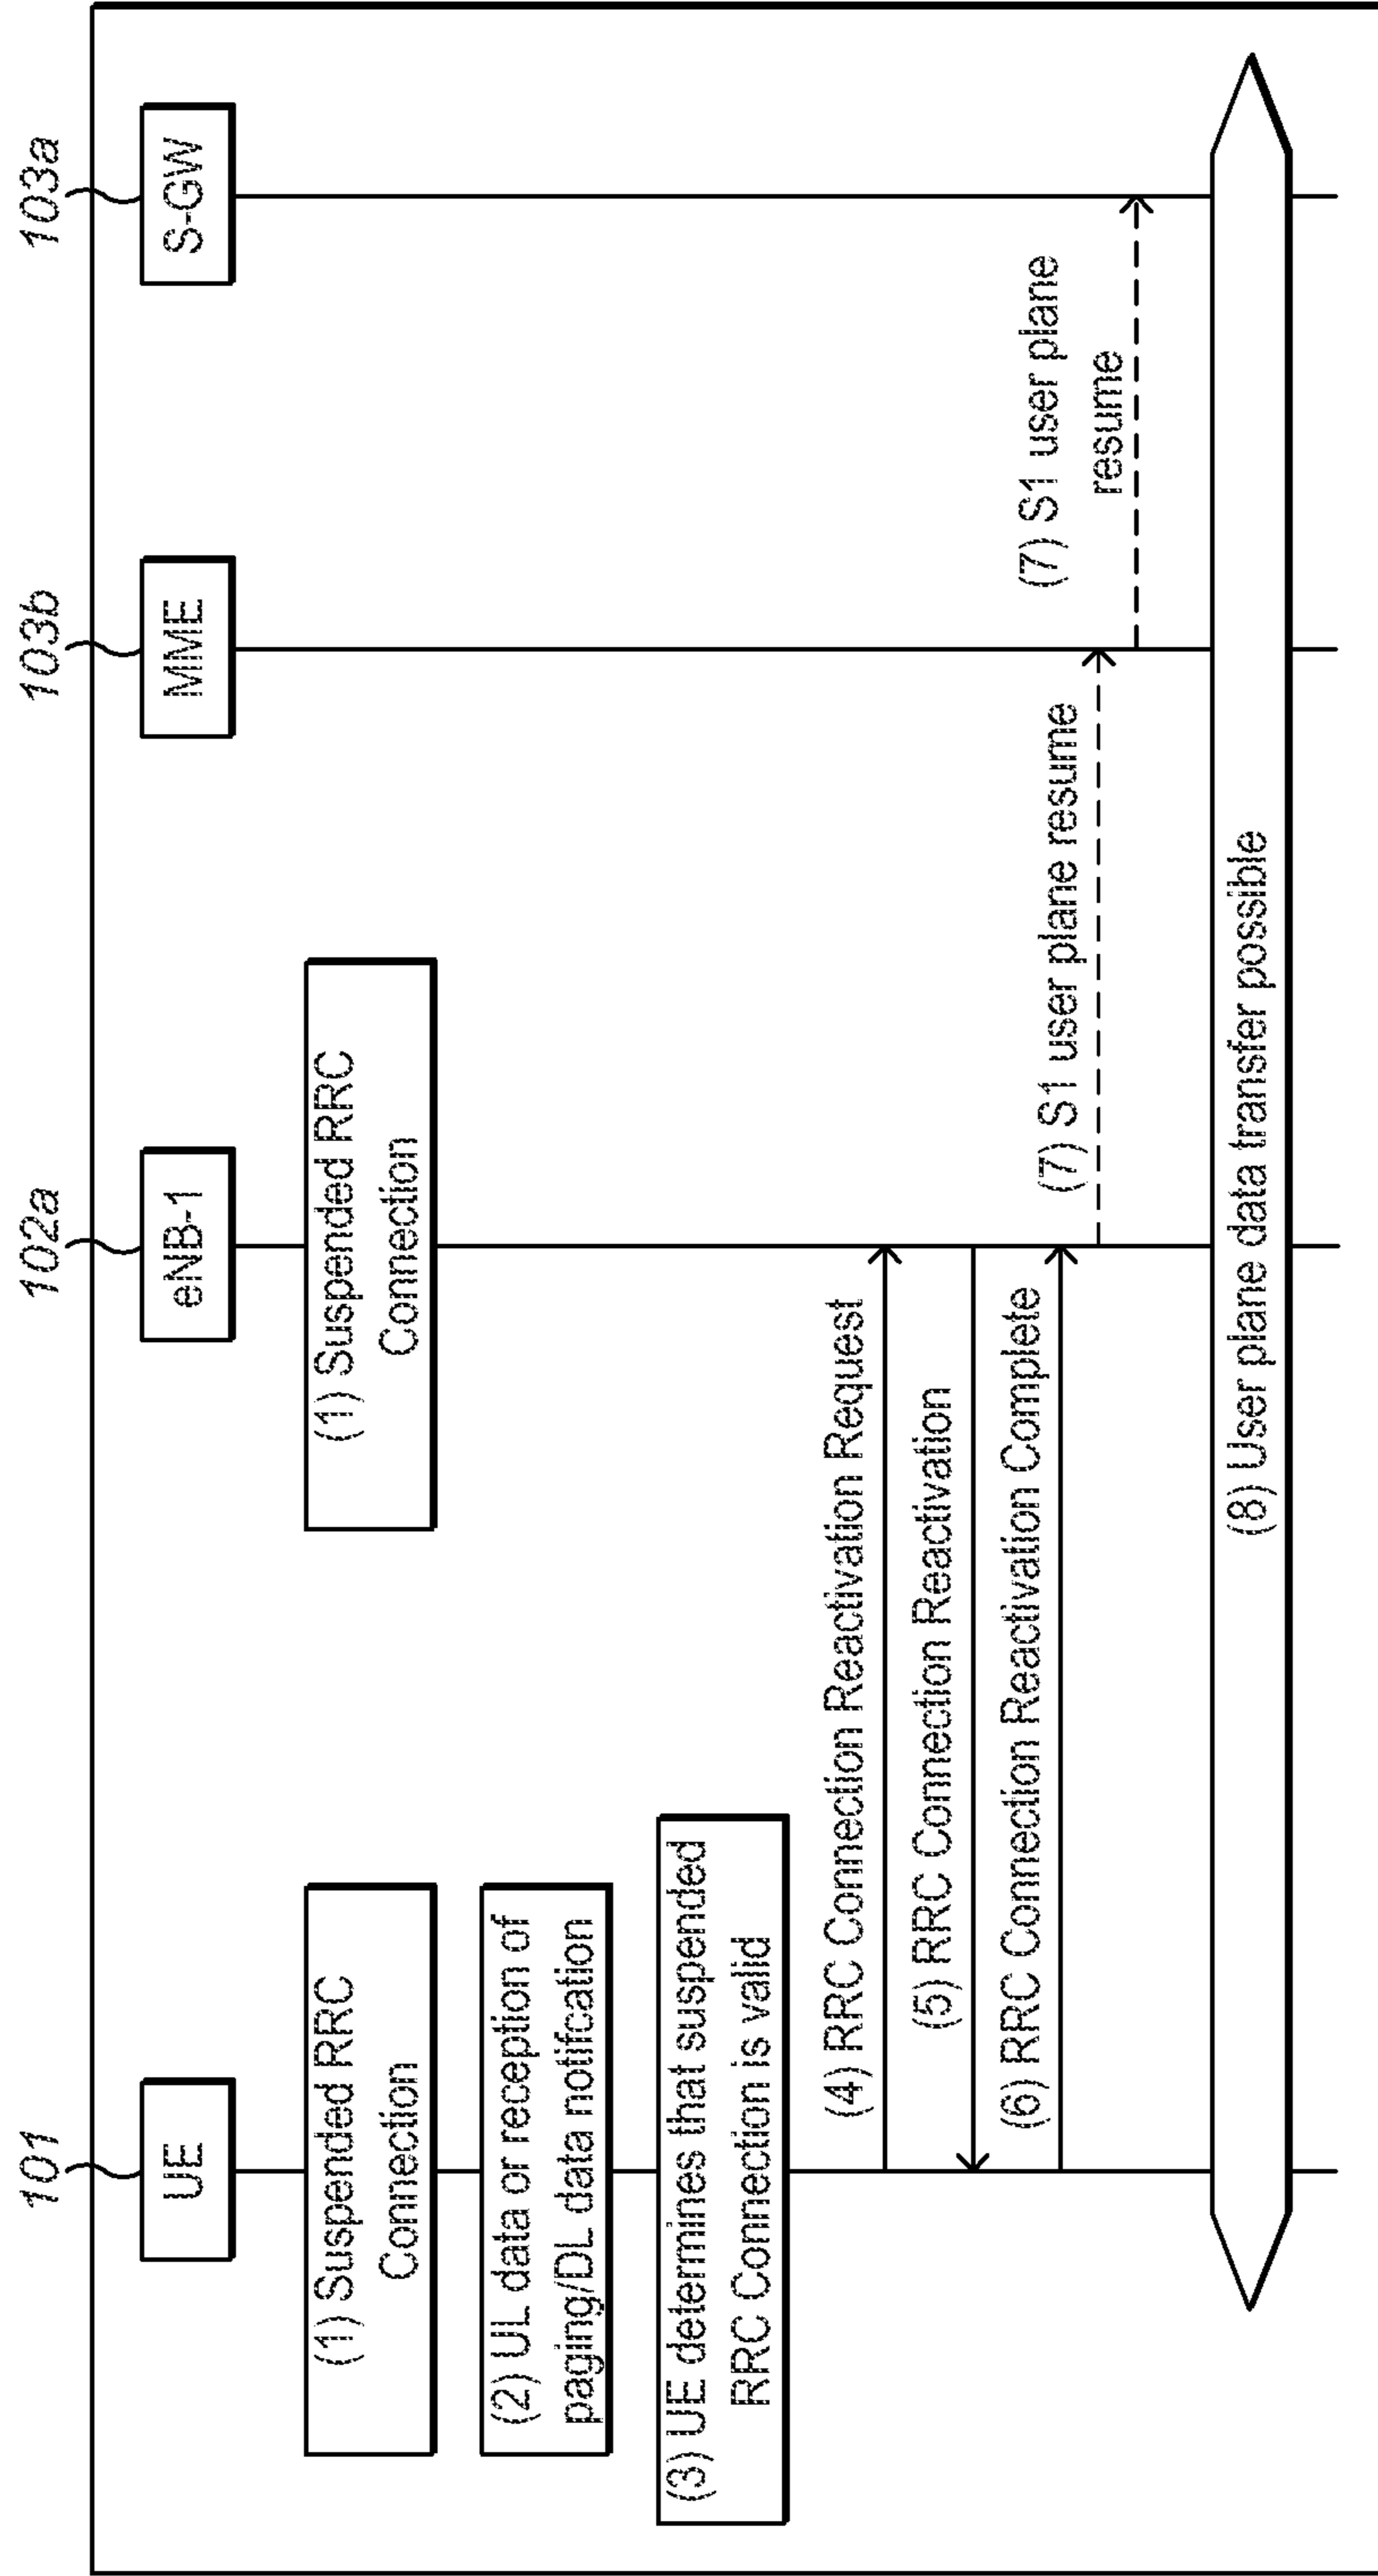 101
102a
103b
103a
UE
eNB-1
MME
S-GW
(1) Suspended RRC
Connection
(1) Suspended RRC
Connection
(2) UL data or reception of
paging/DL data notifcation
(3) UE determines that suspended
RRC Connection is valid
(4) RRC Connection Reactivation Request
(5) RRC Connection Reactivation
(6) RRC Connection Reactivation Complete
(7) S1 user plane resume
(7) S1 user plane
resume
(8) User plane data transfer possible